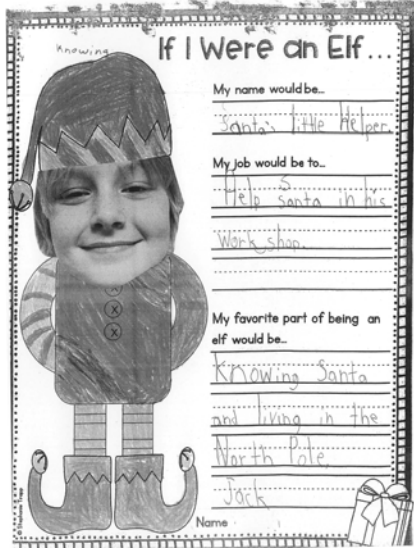 Knowing
If I Were an Elf...
My name would be...
Santa's little Helper.
My job would be to...
S
Help santa in his
Work shop.
My favorite part of being an
elf would be...
Knowing Santa
and living in the
North Pole.
Jack
Name
© Stephanie Trapp